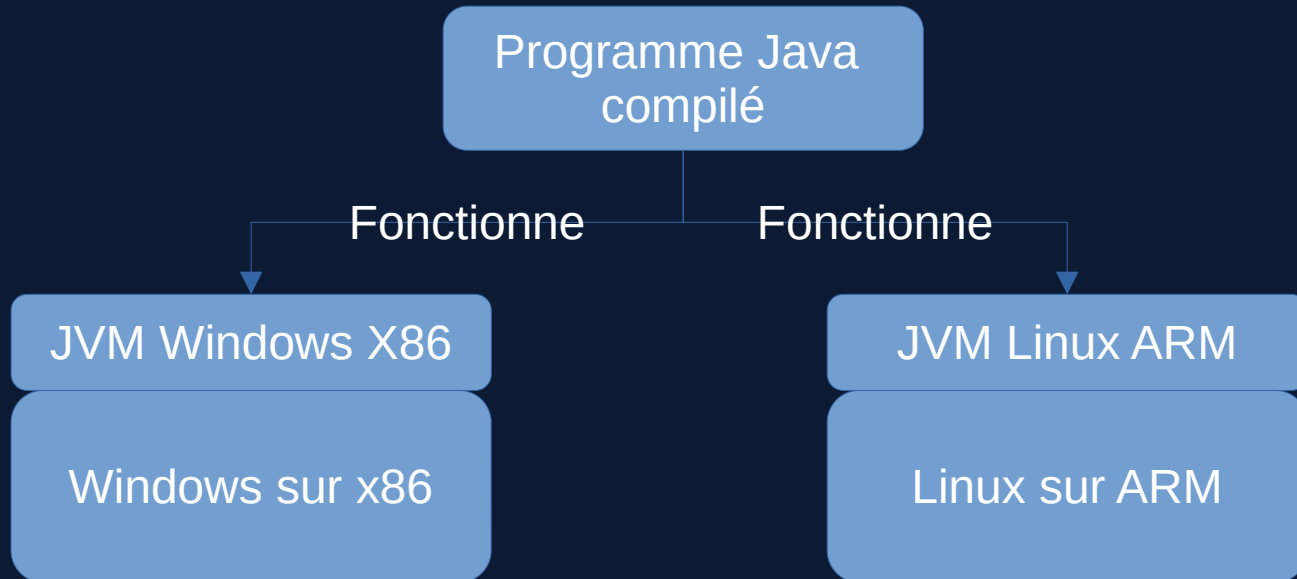 Programme Java
compilé
Fonctionne
Fonctionne
JVM Windows X86
JVM Linux ARM
Windows sur x86
Linux sur ARM